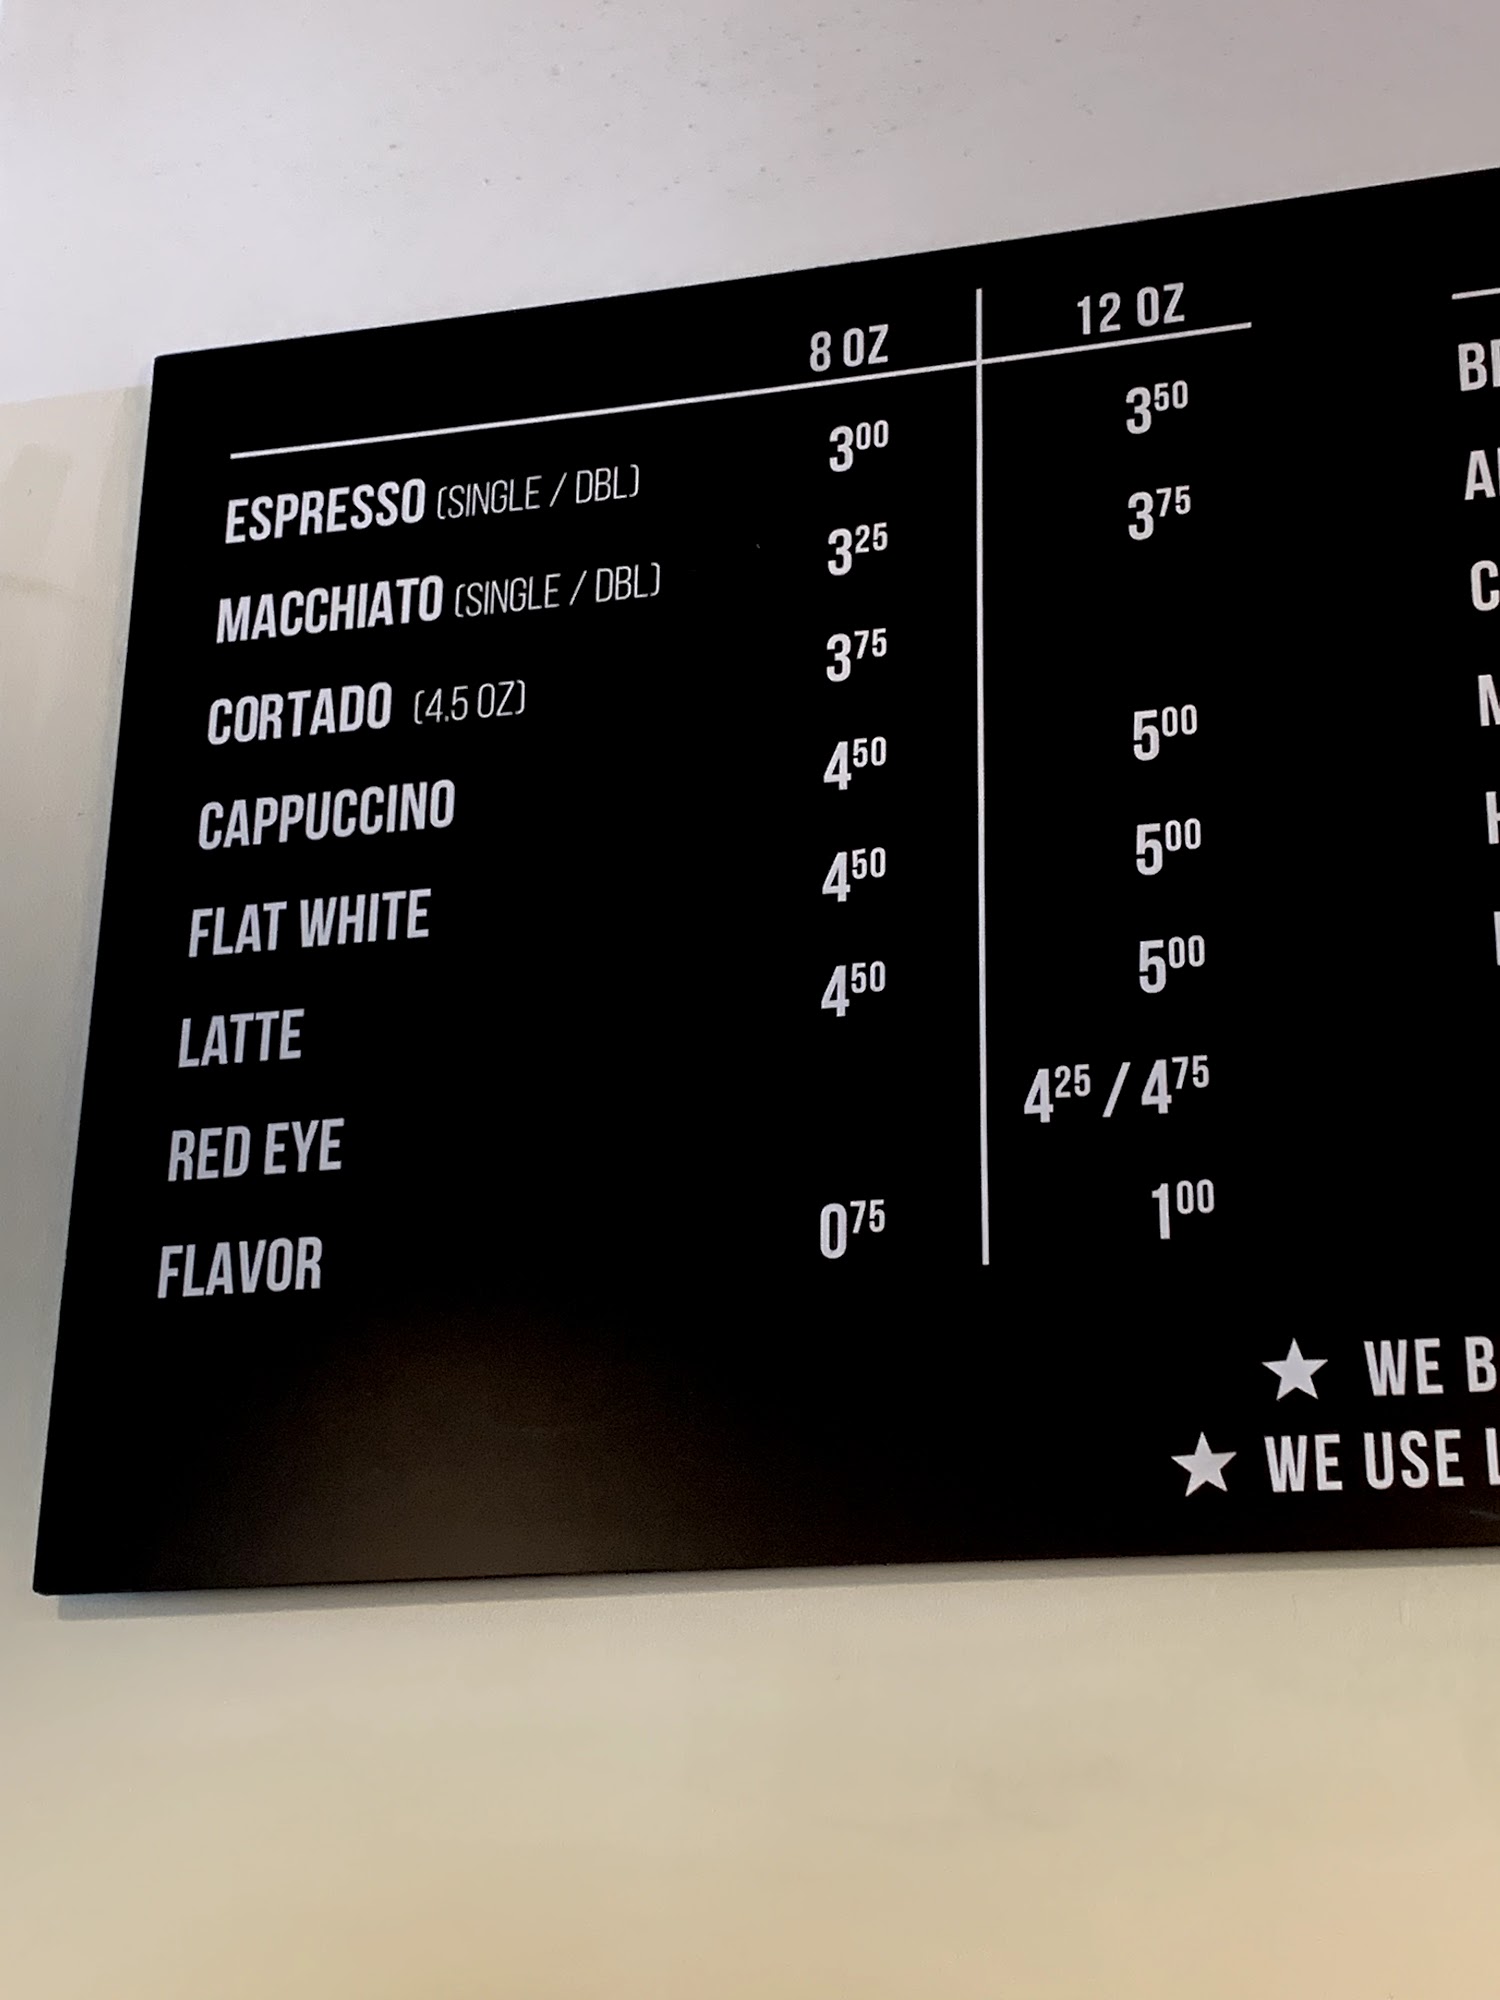 8 OZ 12 OZ
ESPRESSO (SINGLE / DBL) 300 350
MACCHIATO (SINGLE / DBL) 325 375
CORTADO (4.5 OZ) 375
CAPPUCCINO 450 500
FLAT WHITE 450 500
LATTE 450 500
RED EYE 425 / 475
FLAVOR 075 100
★ WE
★ WE USE